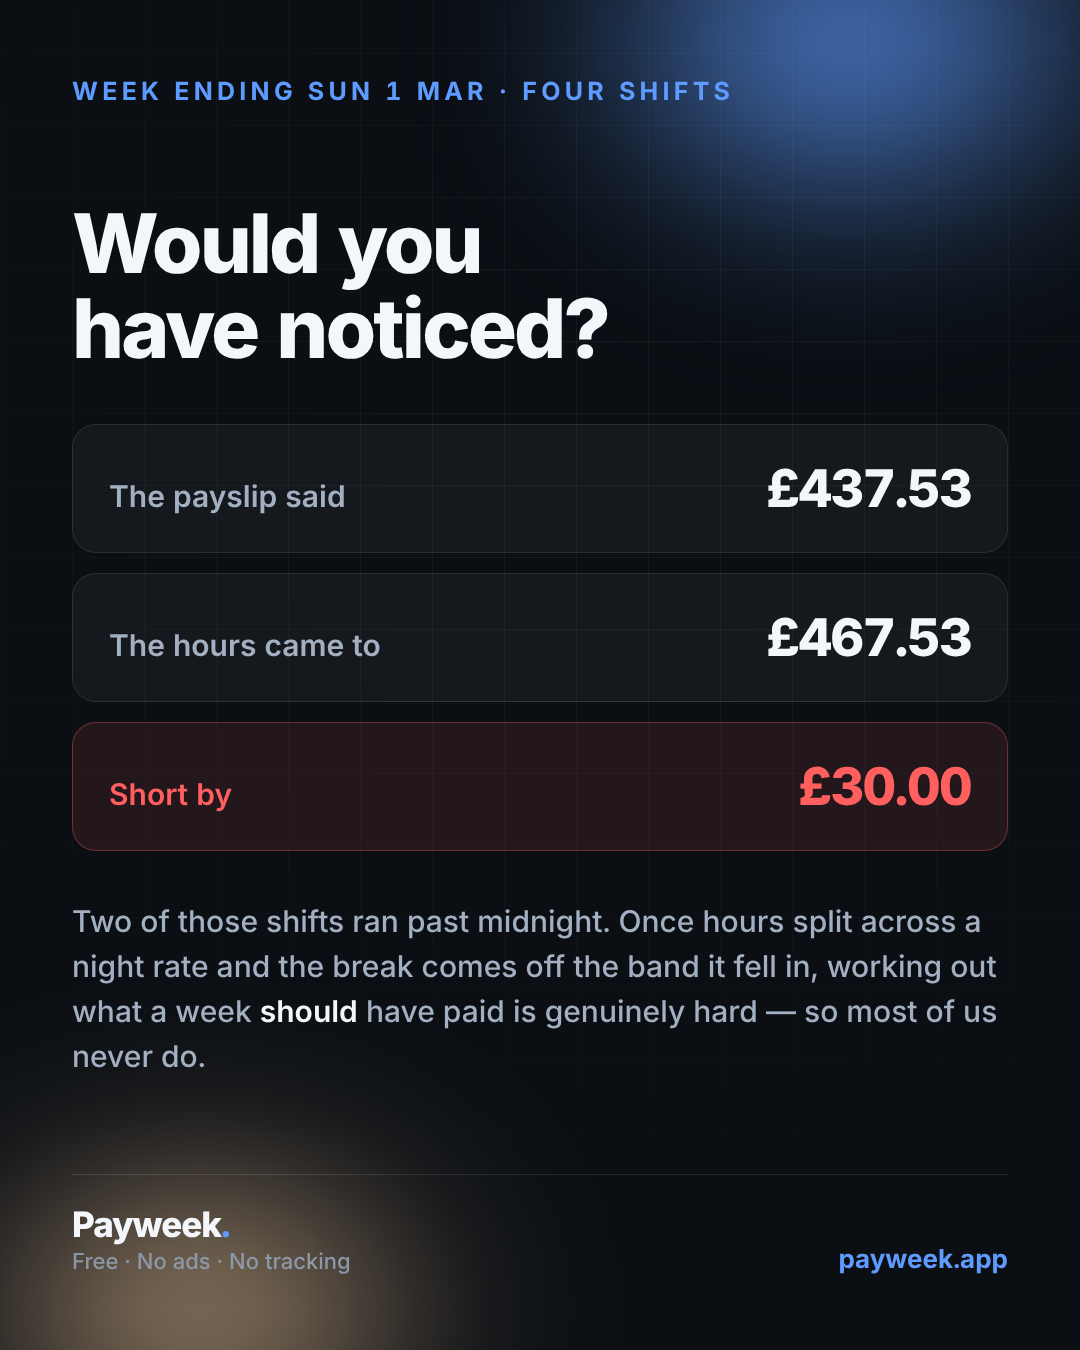 WEEK ENDING SUN 1 MAR · FOUR SHIFTS
Would you
have noticed?
The payslip said
£437.53
The hours came to
£467.53
Short by
£30.00
Two of those shifts ran past midnight. Once hours split across a
night rate and the break comes off the band it fell in, working out
what a week should have paid is genuinely hard — so most of us
never do.
Payweek.
Free · No ads · No tracking
payweek.app